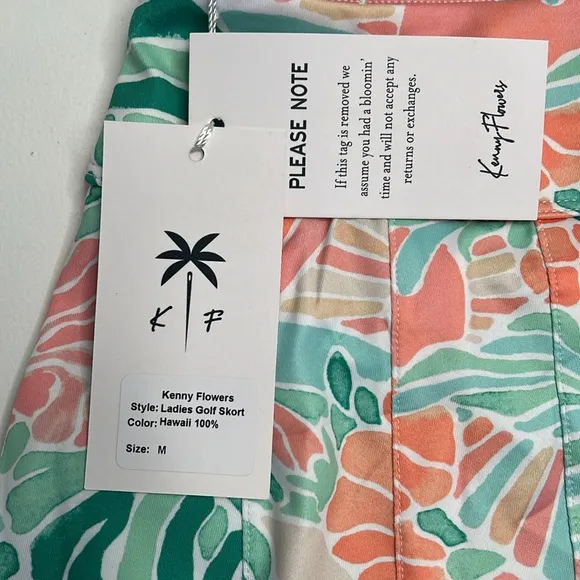 PLEASE NOTE
If this tag is removed we
assume you had a bloomin'
time and will not accept any
returns or exchanges.
Kenny Flowers
K F
Kenny Flowers
Style: Ladies Golf Skort
Color: Hawaii 100%
Size: M